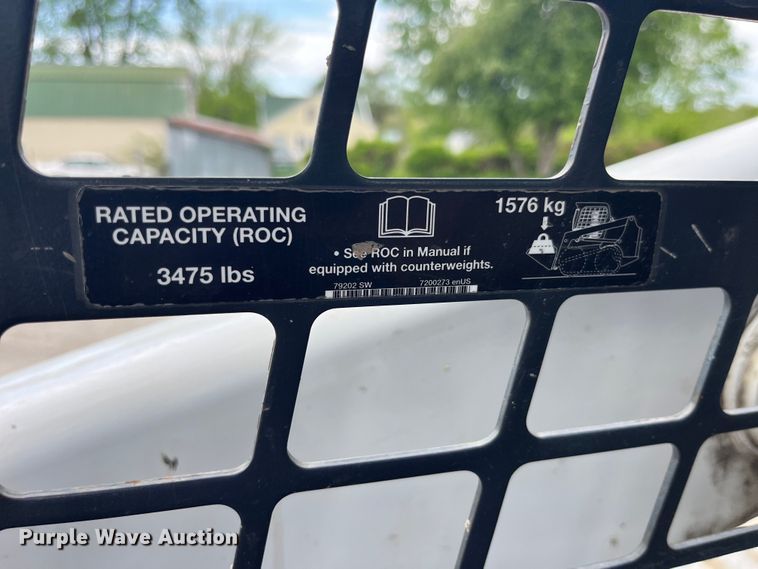 RATED OPERATING
CAPACITY (ROC)
3475 lbs
• See ROC in Manual if
equipped with counterweights.
79202 SW 7200273 enUS
1576 kg
Purple Wave Auction